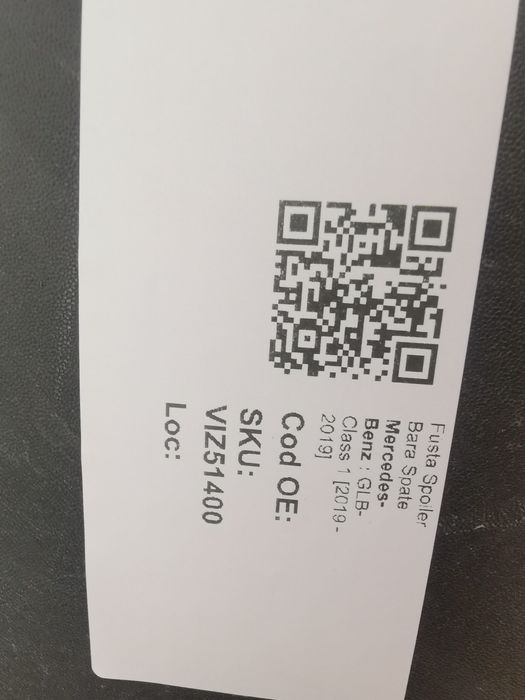 Fusta Spoiler
Bara Spate
Mercedes-
Benz : GLB-
Class 1 [2019 -
2019]
Cod OE:
SKU:
VIZ51400
Loc: